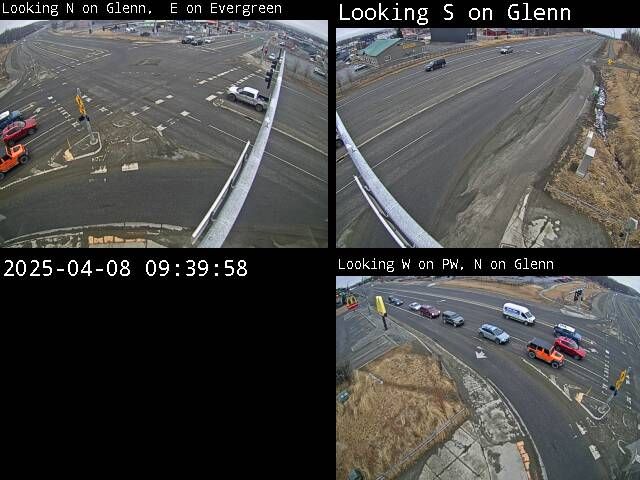 Looking N on Glenn,  E on Evergreen
Looking S on Glenn
2025-04-08 09:39:58
Looking W on PW, N on Glenn